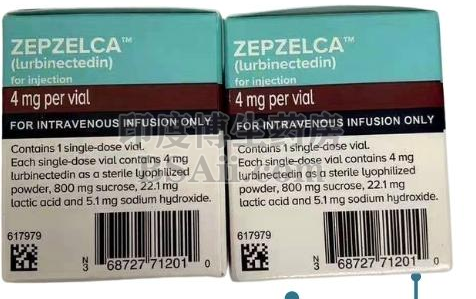 ZEPZELCA™
(lurbinectedin)
for injection
4 mg per vial
FOR INTRAVENOUS INFUSION ONLY
Contains 1 single-dose vial.
Each single-dose vial contains 4 mg
lurbinectedin as a sterile lyophilized
powder, 800 mg sucrose, 22.1 mg
lactic acid and 5.1 mg sodium hydroxide.
617979
N
3 68727 71201 0
ZEPZELCA™
(lurbinectedin)
for injection
4 mg per vial
FOR INTRAVENOUS INFUSION ONLY
Contains 1 single-dose vial.
Each single-dose vial contains 4 mg
lurbinectedin as a sterile lyophilized
powder, 800 mg sucrose, 22.1 mg
lactic acid and 5.1 mg sodium hydroxide.
617979
N
3 68727 71201 0